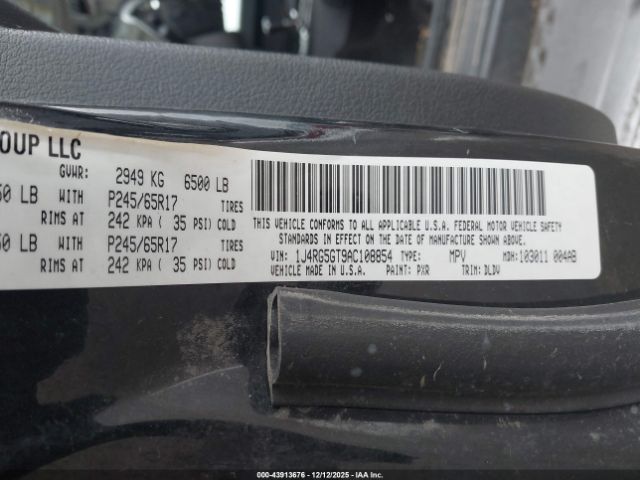 OUP LLC
GVWR: 2949 KG 6500 LB
50 LB WITH P245/65R17 TIRES
RIMS AT 242 KPA ( 35 PSI) COLD
50 LB WITH P245/65R17 TIRES
RIMS AT 242 KPA ( 35 PSI) COLD
THIS VEHICLE CONFORMS TO ALL APPLICABLE U.S.A. FEDERAL MOTOR VEHICLE SAFETY
STANDARDS IN EFFECT ON THE DATE OF MANUFACTURE SHOWN ABOVE.
VIN: 1J4RG5GT9AC108854 TYPE: MPV MDH: 103011 004AB
VEHICLE MADE IN U.S.A. PAINT: PXR TRIM: DLDV
000-43913676 - 12/12/2025 - IAA Inc.